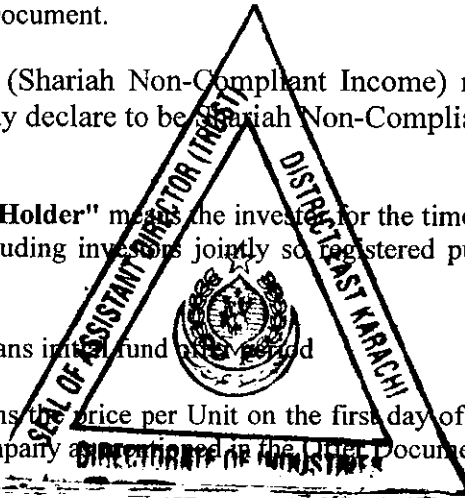 ocument.
(Shariah Non-Compliant Income)
y declare to be Shariah Non-Complia
Holder" means the investor for the time
uding investors jointly so registered pu
ans initial fund offer period
ns the price per Unit on the first day of
mpany as mentioned in the Offer Docume
SEAL OF ASSISTANT DIRECTOR (TRUST)
DISTRICT EAST KARACHI
DIRECTORATE OF